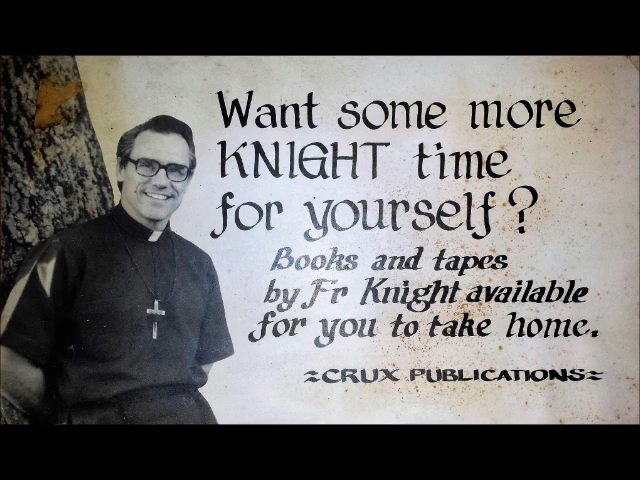 Want some more
KNIGHT time
for yourself?
Books and tapes
by Fr Knight available
for you to take home.
~CRUX PUBLICATIONS~